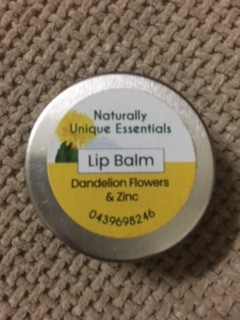 Naturally
Unique Essentials
Lip Balm
Dandelion Flowers
& Zinc
0439698246